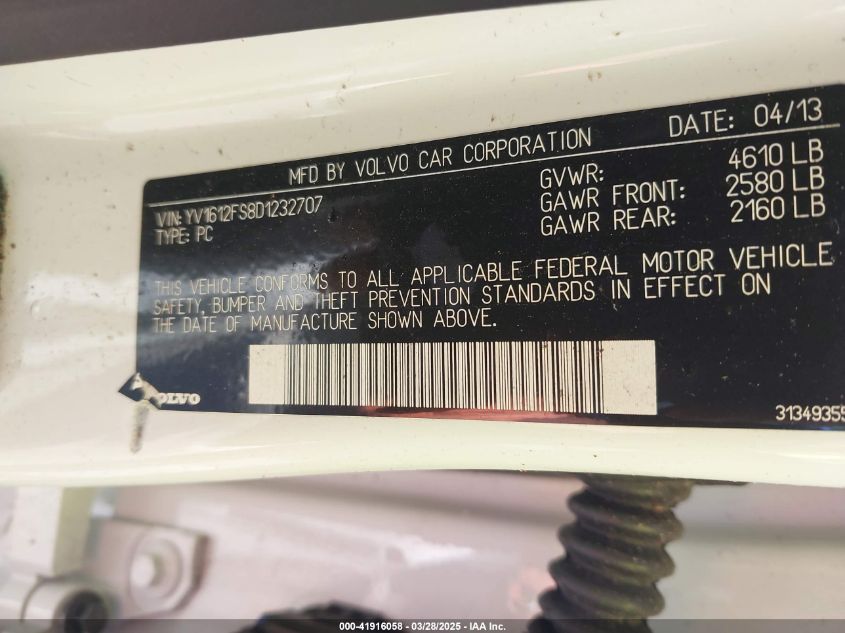 MFD BY VOLVO CAR CORPORATION
DATE: 04/13
VIN: YV1612FS8D1232707
TYPE: PC
GVWR: 4610 LB
GAWR FRONT: 2580 LB
GAWR REAR: 2160 LB
THIS VEHICLE CONFORMS TO ALL APPLICABLE FEDERAL MOTOR VEHICLE
SAFETY, BUMPER AND THEFT PREVENTION STANDARDS IN EFFECT ON
THE DATE OF MANUFACTURE SHOWN ABOVE.
VOLVO
31349355
000-41916058 - 03/28/2025 - IAA Inc.